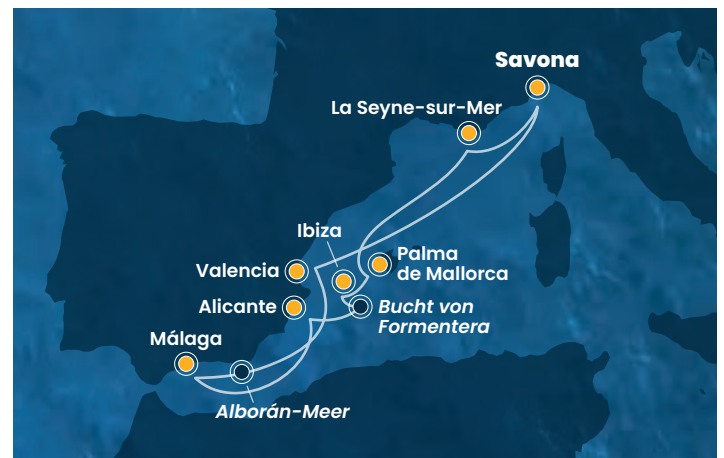 Savona
La Seyne-sur-Mer
Ibiza
Palma
de Mallorca
Valencia
Alicante
Bucht von
Formentera
Málaga
Alborán-Meer